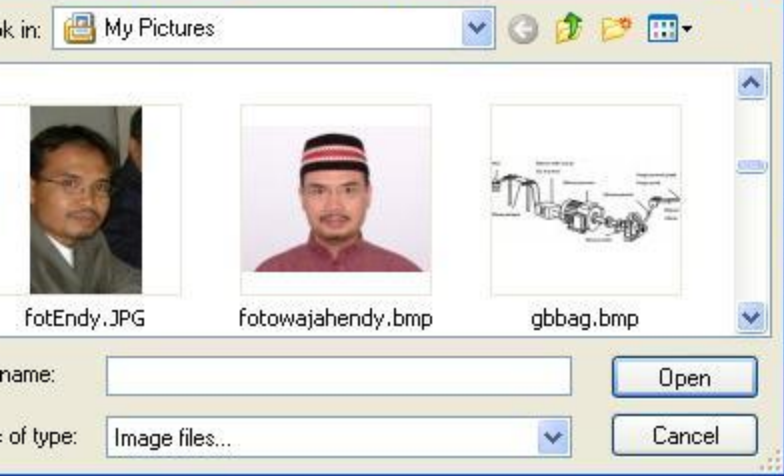 ok in:
My Pictures
fotEndy.JPG
fotowajahendy.bmp
gbbag.bmp
name:
Open
s of type:
Image files...
Cancel